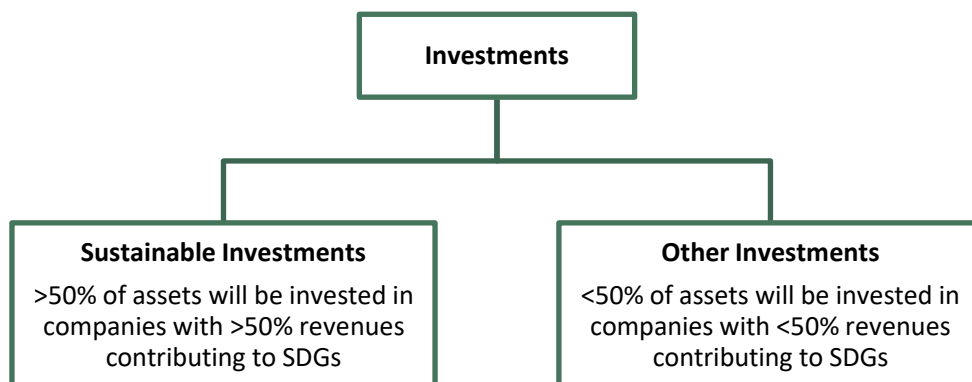 Investments
Sustainable Investments
>50% of assets will be invested in
companies with >50% revenues
contributing to SDGs
Other Investments
<50% of assets will be invested in
companies with <50% revenues
contributing to SDGs